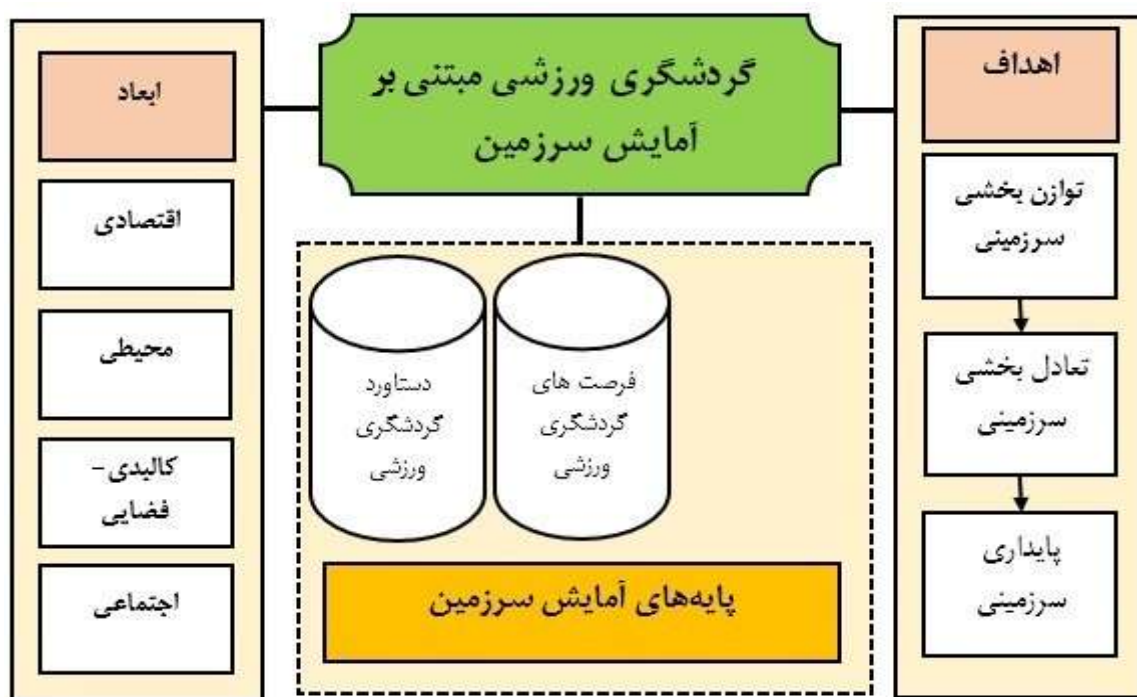 گردشگری ورزشی مبتنی بر
آمایش سرزمین
اهداف
توازن بخشی
سرزمینی
تعادل بخشی
سرزمینی
پایداری
سرزمینی
فرصت های
گردشگری
ورزشی
دستاورد
گردشگری
ورزشی
پایه‌های آمایش سرزمین
ابعاد
اقتصادی
محیطی
کالبدی-
فضایی
اجتماعی